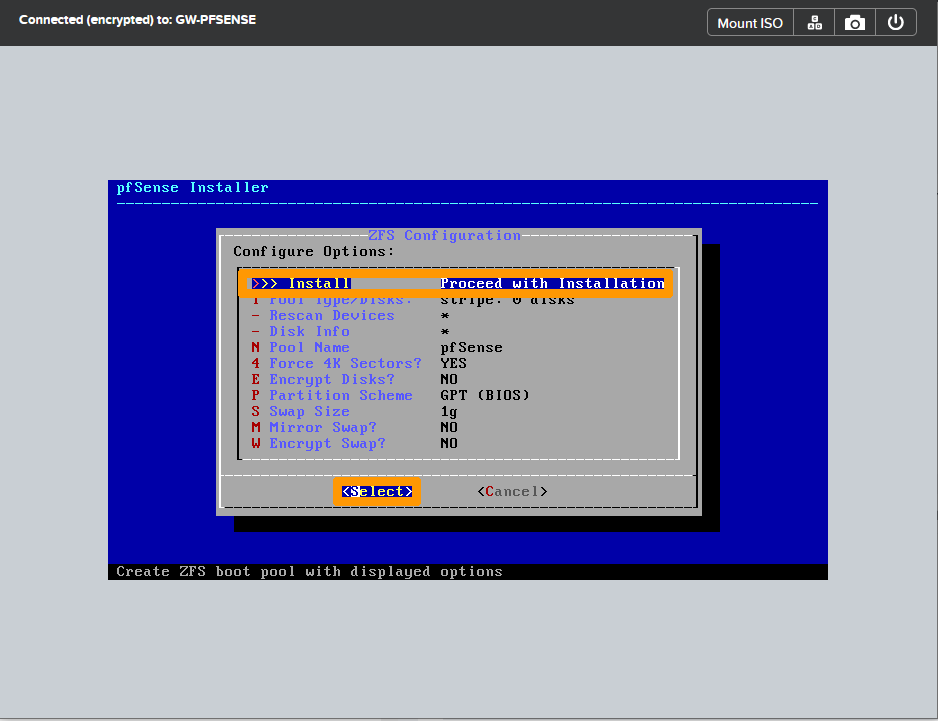 Connected (encrypted) to: GW-PFSENSE
Mount ISO
pfSense Installer
ZFS Configuration
Configure Options:
>>> Install Proceed with Installation
T Pool Type/Disks: stripe: 0 disks
- Rescan Devices *
- Disk Info *
N Pool Name pfSense
4 Force 4K Sectors? YES
E Encrypt Disks? NO
P Partition Scheme GPT (BIOS)
S Swap Size 1g
M Mirror Swap? NO
W Encrypt Swap? NO
<Select> <Cancel>
Create ZFS boot pool with displayed options